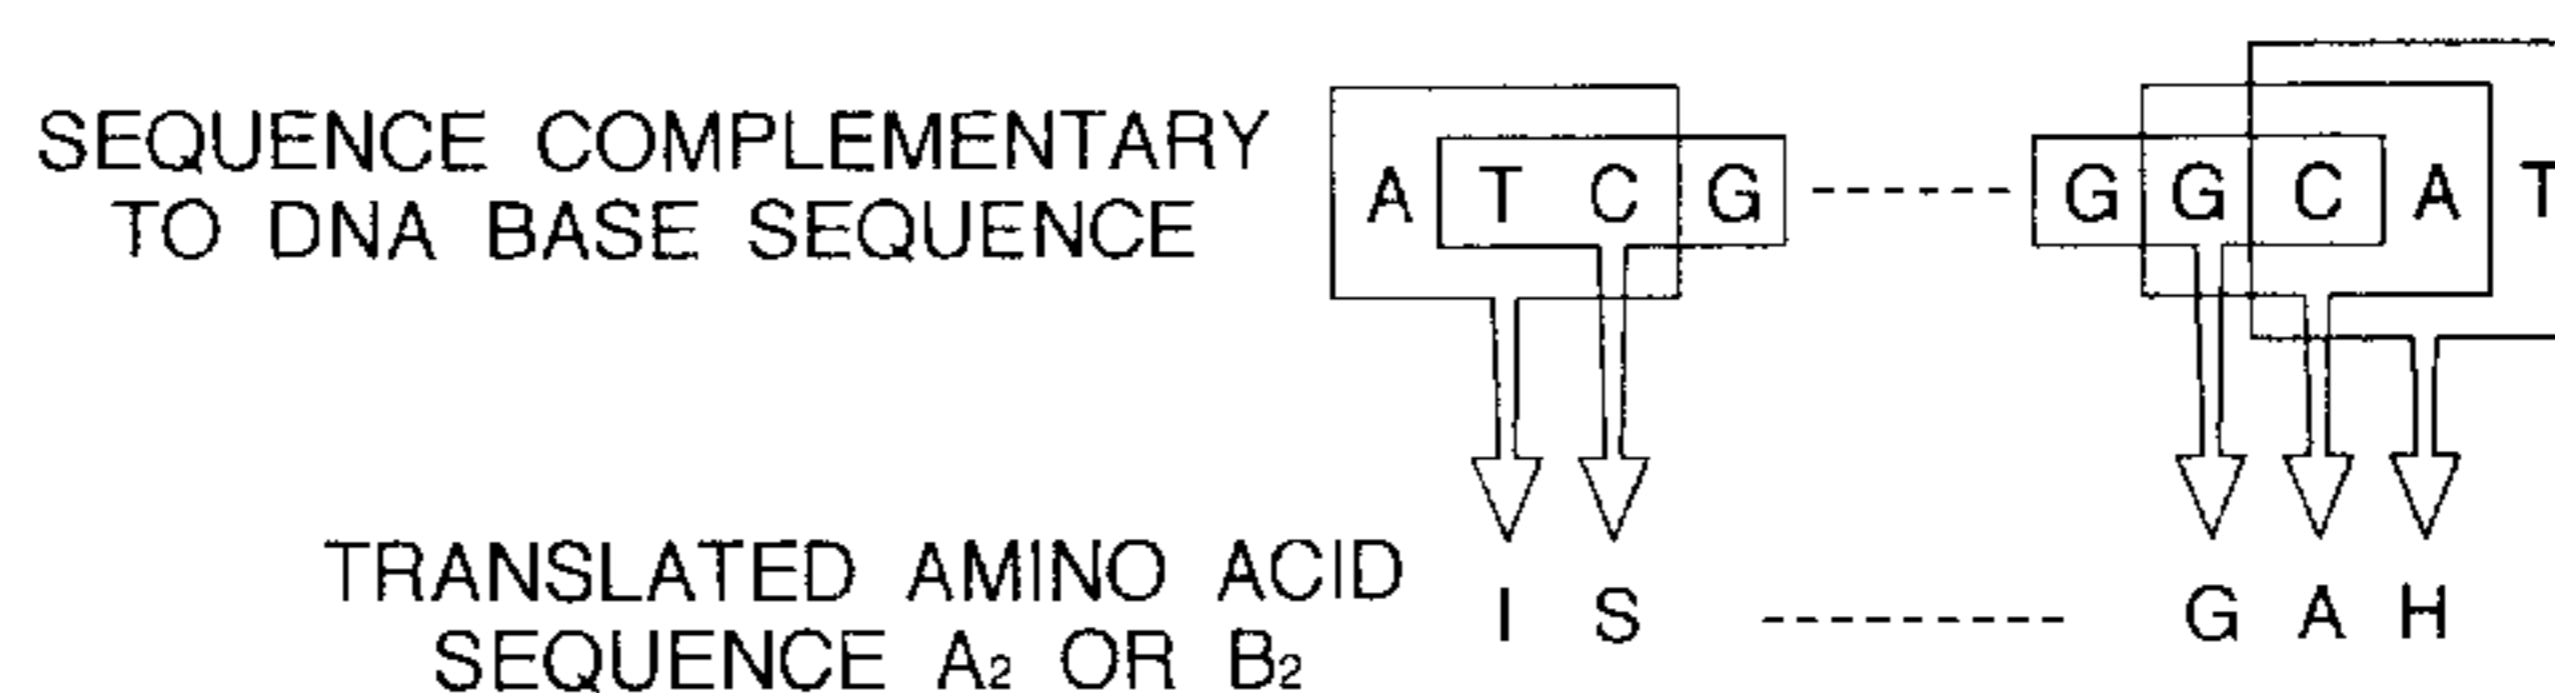 SEQUENCE COMPLEMENTARY
TO DNA BASE SEQUENCE
A T C G -------- G G C A T
TRANSLATED AMINO ACID
SEQUENCE A₂ OR B₂
I S ----------- G A H